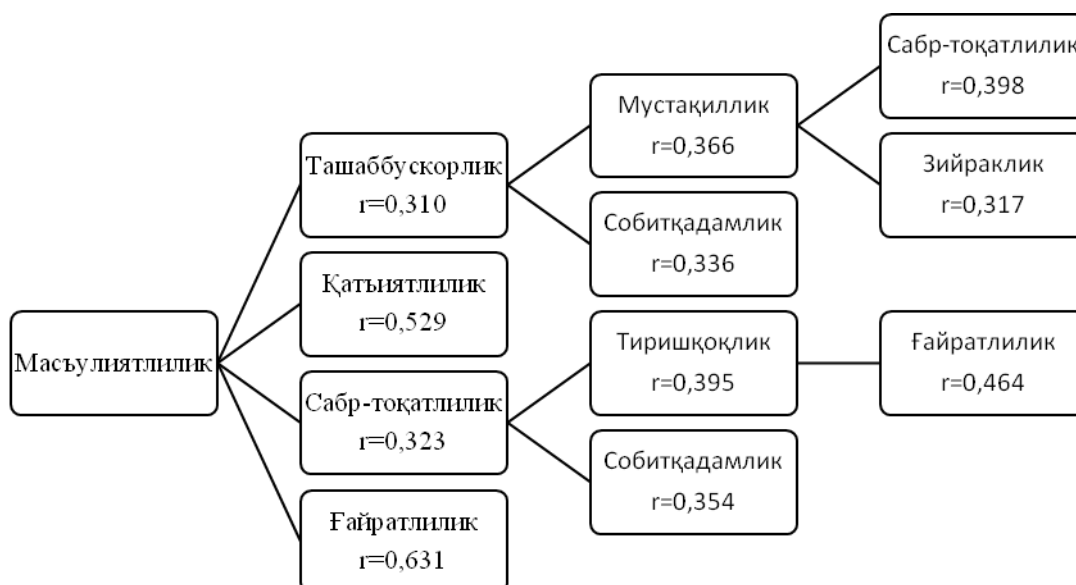 Масъулиятлилик
Ташаббускорлик
r=0,310
Қатъиятлилик
r=0,529
Сабр-тоқатлилик
r=0,323
Ғайратлилик
r=0,631
Мустақиллик
r=0,366
Собитқадамлик
r=0,336
Тиришқоқлик
r=0,395
Собитқадамлик
r=0,354
Сабр-тоқатлилик
r=0,398
Зийраклик
r=0,317
Ғайратлилик
r=0,464